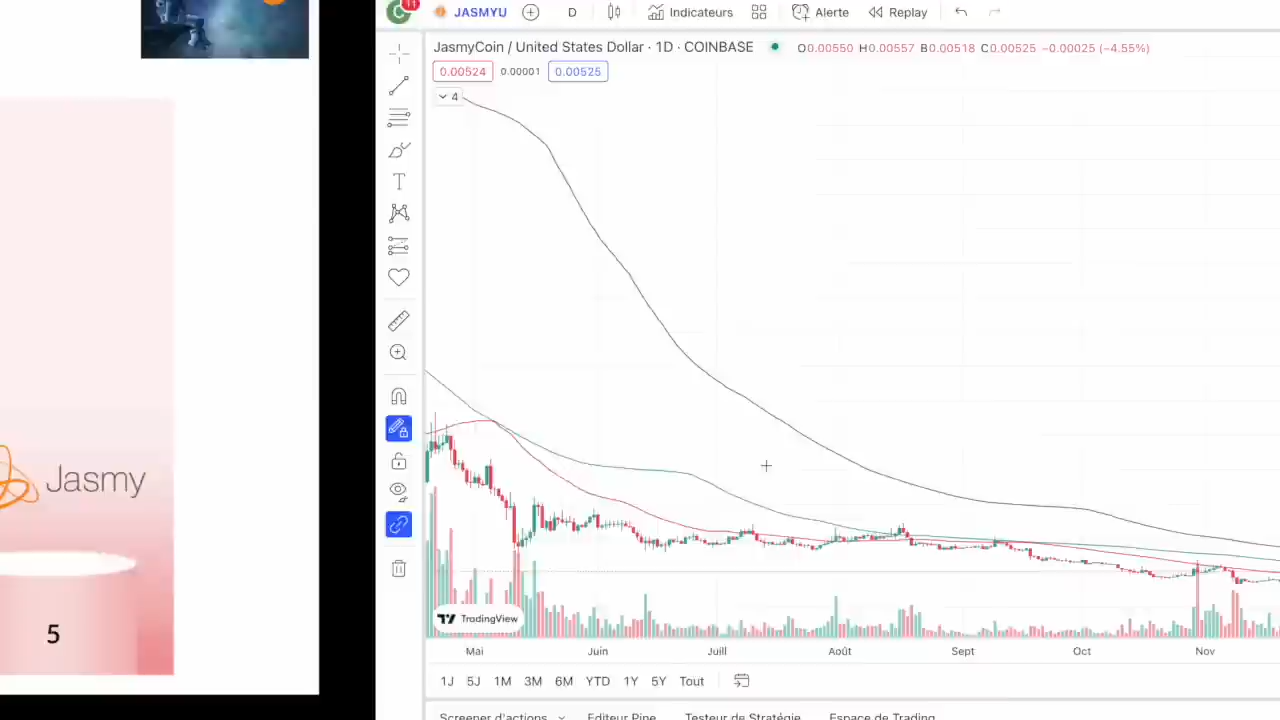 Jasmy
5
C
11
JASMYU
D
Indicateurs
Alerte
Replay
JasmyCoin / United States Dollar · 1D · COINBASE
O0.00550 H0.00557 B0.00518 C0.00525 −0.00025 (−4.55%)
0.00524
0.00001
0.00525
4
T
TradingView
Mai
Juin
Juill
Août
Sept
Oct
Nov
1J 5J 1M 3M 6M YTD 1Y 5Y Tout
Screener d'actions
Editeur Pine
Testeur de Stratégie
Espace de Trading